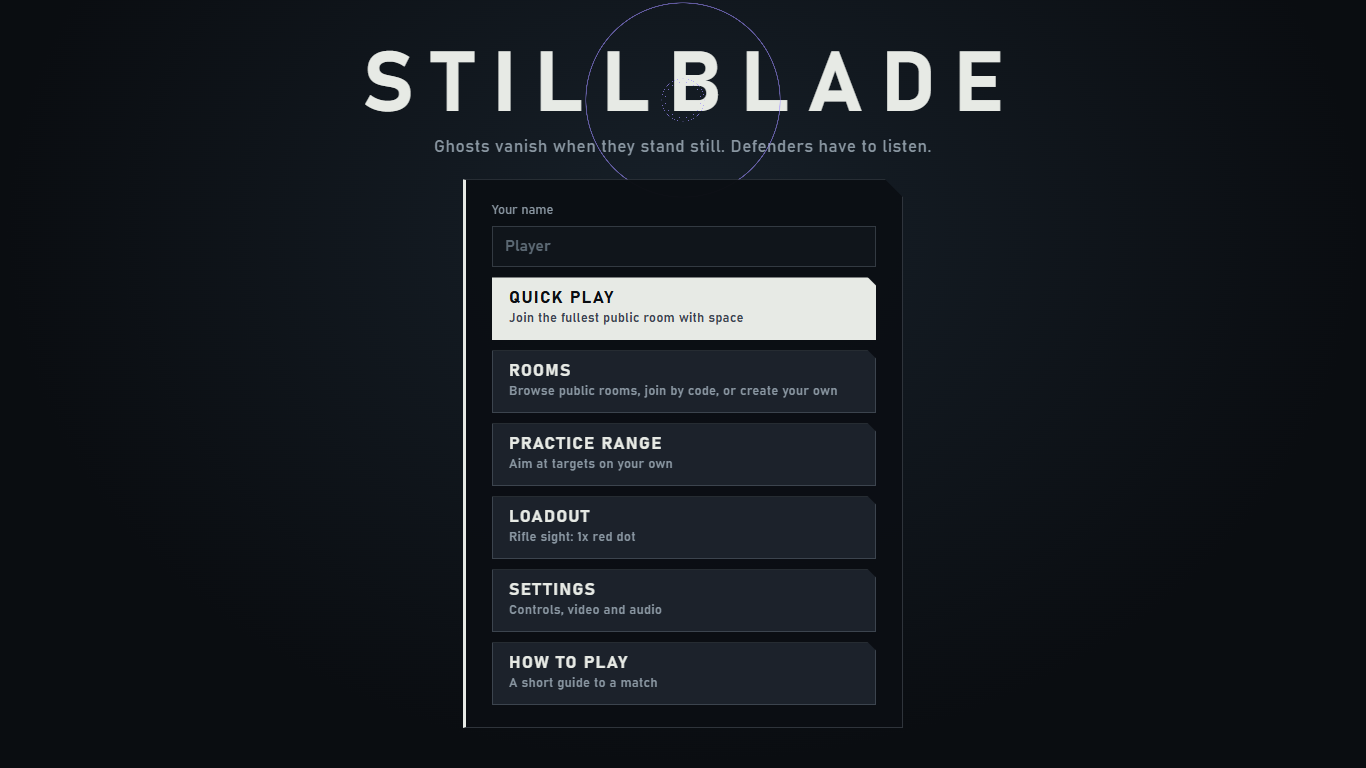 STILLBLADE
Ghosts vanish when they stand still. Defenders have to listen.
Your name
Player
QUICK PLAY
Join the fullest public room with space
ROOMS
Browse public rooms, join by code, or create your own
PRACTICE RANGE
Aim at targets on your own
LOADOUT
Rifle sight: 1x red dot
SETTINGS
Controls, video and audio
HOW TO PLAY
A short guide to a match